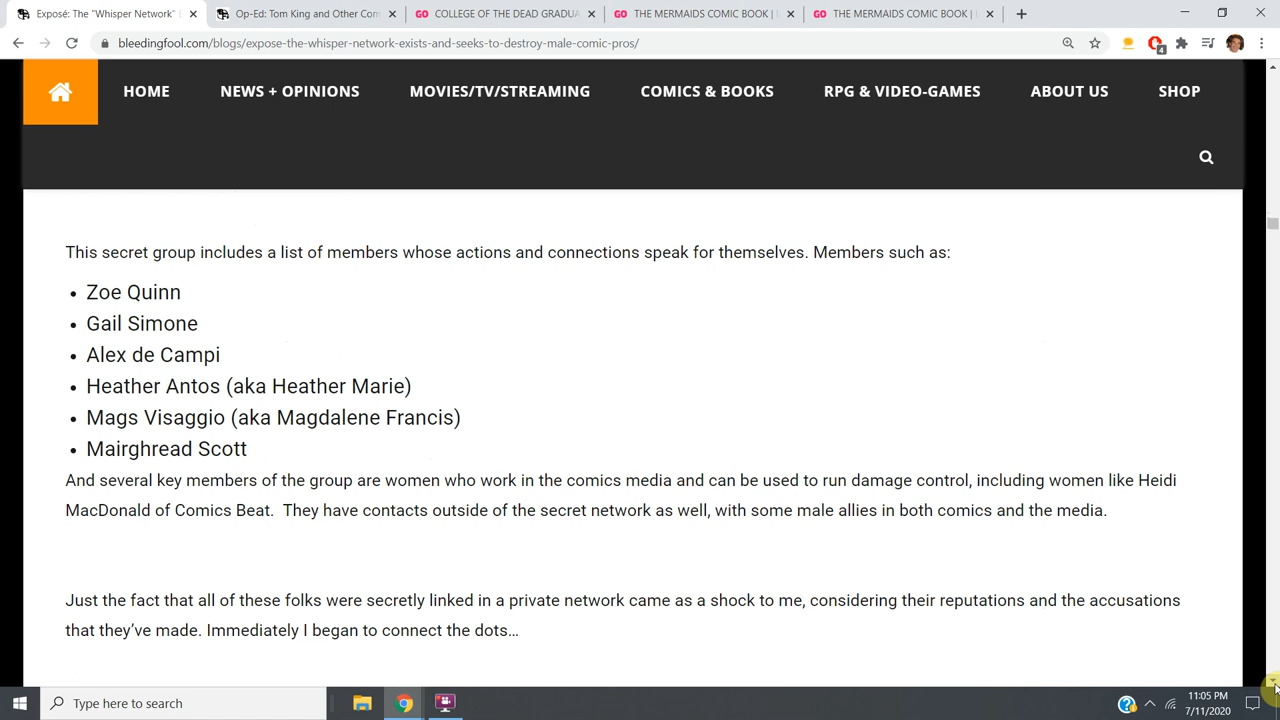 Exposé: The "Whisper Network" E
Op-Ed: Tom King and Other Com
GO COLLEGE OF THE DEAD GRADUA
GO THE MERMAIDS COMIC BOOK | I
GO THE MERMAIDS COMIC BOOK | I
bleedingfool.com/blogs/expose-the-whisper-network-exists-and-seeks-to-destroy-male-comic-pros/
4
HOME NEWS + OPINIONS MOVIES/TV/STREAMING COMICS & BOOKS RPG & VIDEO-GAMES ABOUT US SHOP
This secret group includes a list of members whose actions and connections speak for themselves. Members such as:
• Zoe Quinn
• Gail Simone
• Alex de Campi
• Heather Antos (aka Heather Marie)
• Mags Visaggio (aka Magdalene Francis)
• Mairghread Scott
And several key members of the group are women who work in the comics media and can be used to run damage control, including women like Heidi
MacDonald of Comics Beat.  They have contacts outside of the secret network as well, with some male allies in both comics and the media.
Just the fact that all of these folks were secretly linked in a private network came as a shock to me, considering their reputations and the accusations
that they've made. Immediately I began to connect the dots…
Type here to search
11:05 PM
7/11/2020